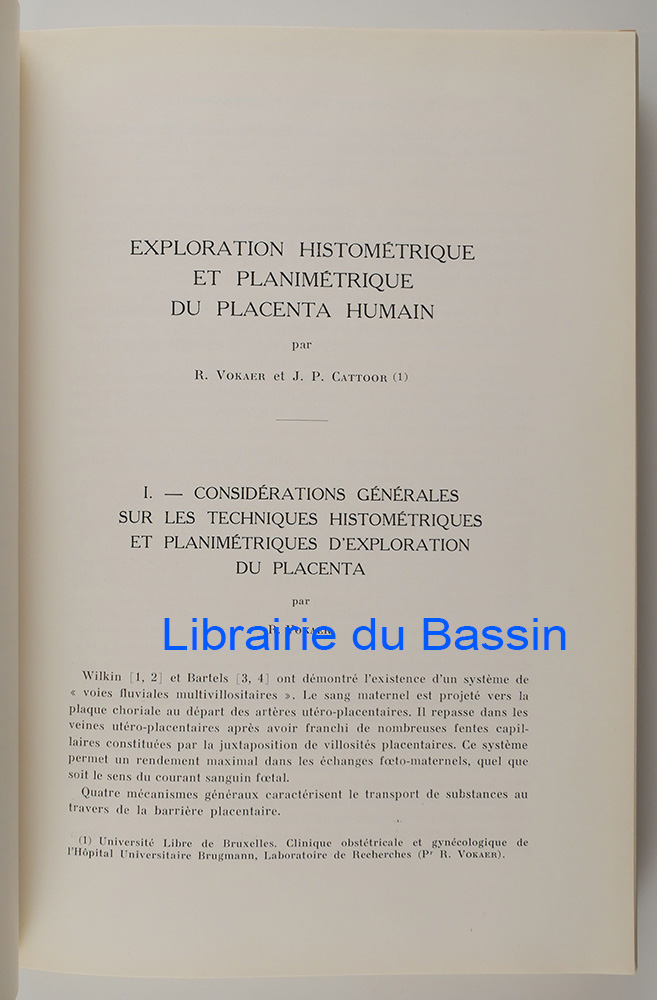 EXPLORATION HISTOMÉTRIQUE
ET PLANIMÉTRIQUE
DU PLACENTA HUMAIN
par
R. VOKAER et J. P. CATTOOR (1)
I. — CONSIDÉRATIONS GÉNÉRALES
SUR LES TECHNIQUES HISTOMÉTRIQUES
ET PLANIMÉTRIQUES D'EXPLORATION
DU PLACENTA
par
R. VOKAER
Librairie du Bassin
Wilkin [1, 2] et Bartels [3, 4] ont démontré l'existence d'un système de
« voies fluviales multivillositaires ». Le sang maternel est projeté vers la
plaque choriale au départ des artères utéro-placentaires. Il repasse dans les
veines utéro-placentaires après avoir franchi de nombreuses fentes capil-
laires constituées par la juxtaposition de villosités placentaires. Ce système
permet un rendement maximal dans les échanges fœto-maternels, quel que
soit le sens du courant sanguin fœtal.
Quatre mécanismes généraux caractérisent le transport de substances au
travers de la barrière placentaire.
(1) Université Libre de Bruxelles. Clinique obstétricale et gynécologique de
l'Hôpital Universitaire Brugmann, Laboratoire de Recherches (Pr R. VOKAER).